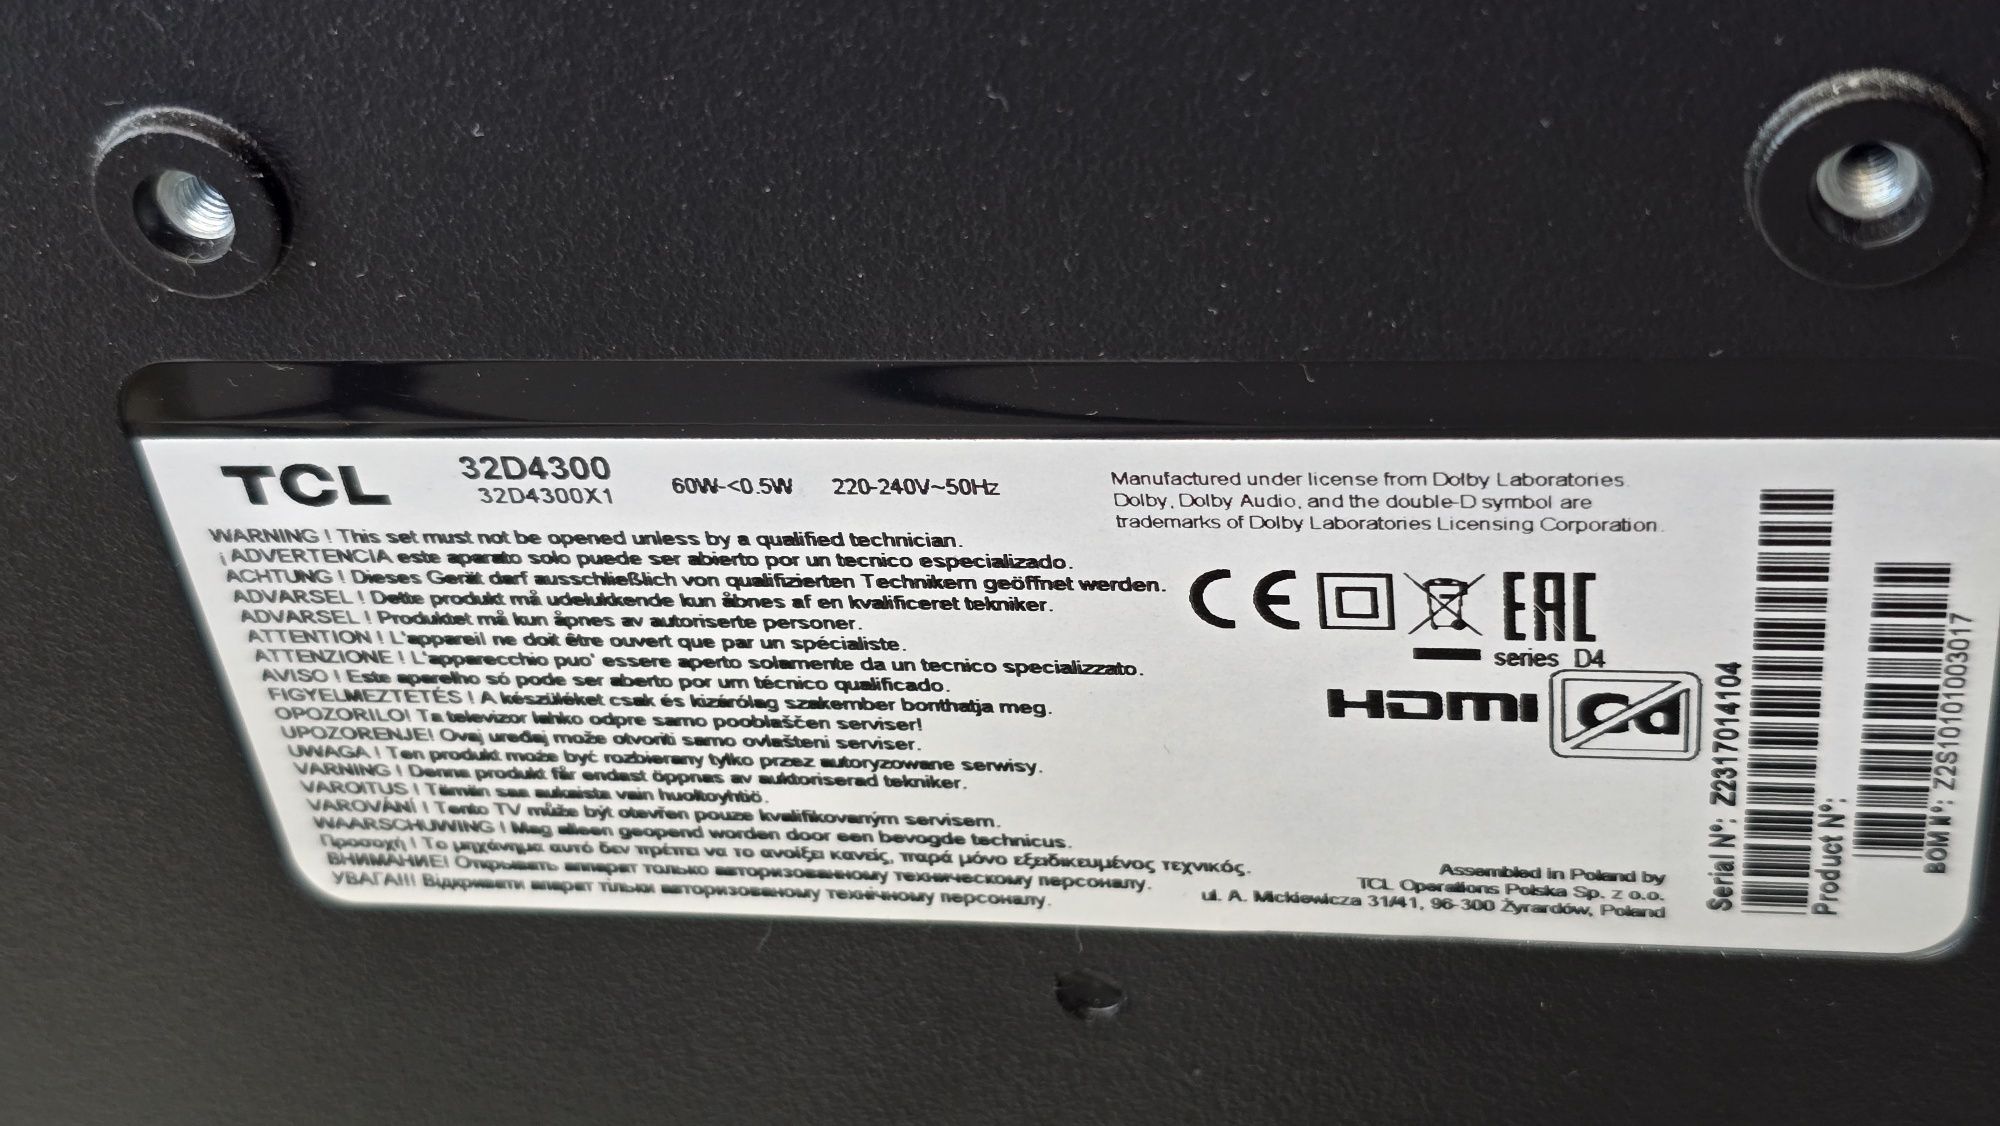 TCL
32D4300
32D4300X1
60W-<0.5W
220-240V~50Hz
Manufactured under license from Dolby Laboratories.
Dolby, Dolby Audio, and the double-D symbol are
trademarks of Dolby Laboratories Licensing Corporation.
WARNING ! This set must not be opened unless by a qualified technician.
¡ ADVERTENCIA este aparato solo puede ser abierto por un tecnico especializado.
ACHTUNG ! Dieses Gerät darf ausschließlich von qualifizierten Technikern geöffnet werden.
ADVARSEL ! Dette produkt må udelukkende kun åbnes af en kvalificeret tekniker.
ADVARSEL ! Produktet må kun åpnes av autoriserte personer.
ATTENTION ! L'appareil ne doit être ouvert que par un spécialiste.
ATTENZIONE ! L'apparecchio puo' essere aperto solamente da un tecnico specializzato.
AVISO ! Este aparelho só pode ser aberto por um técnico qualificado.
FIGYELMEZTETÉS ! A készüléket csak és kizárólag szakember bonthatja meg.
OPOZORILO! Ta televizor lahko odpre samo pooblaščen serviser!
UPOZORENJE! Ovaj uređaj može otvoriti samo ovlašteni serviser.
UWAGA ! Ten produkt może być rozbierany tylko przez autoryzowane serwisy.
VARNING ! Denna produkt får endast öppnas av auktoriserad tekniker.
VAROITUS ! Tämän saa aukaista vain huoltoyhtiö.
VAROVÁNÍ ! Tento TV může být otevřen pouze kvalifikovaným servisem.
WAARSCHUWING ! Mag alleen geopend worden door een bevogde technicus.
Προσοχή ! Το μηχάνημα αυτό δεν πρέπει να το ανοίξει κανείς, παρά μόνο εξειδικευμένος τεχνικός.
ВНИМАНИЕ! Открывать аппарат только авторизованному техническому персоналу.
УВАГА!!! Відкривати апарат тільки авторизованому технічному персоналу.
CE
EAC
series D4
HDMI
Assembled in Poland by
TCL Operations Polska Sp. z o.o.
ul. A. Mickiewicza 31/41, 96-300 Żyrardów, Poland
Serial N°: Z2317014104
Product N°:
BOM N°: Z2S10101003017